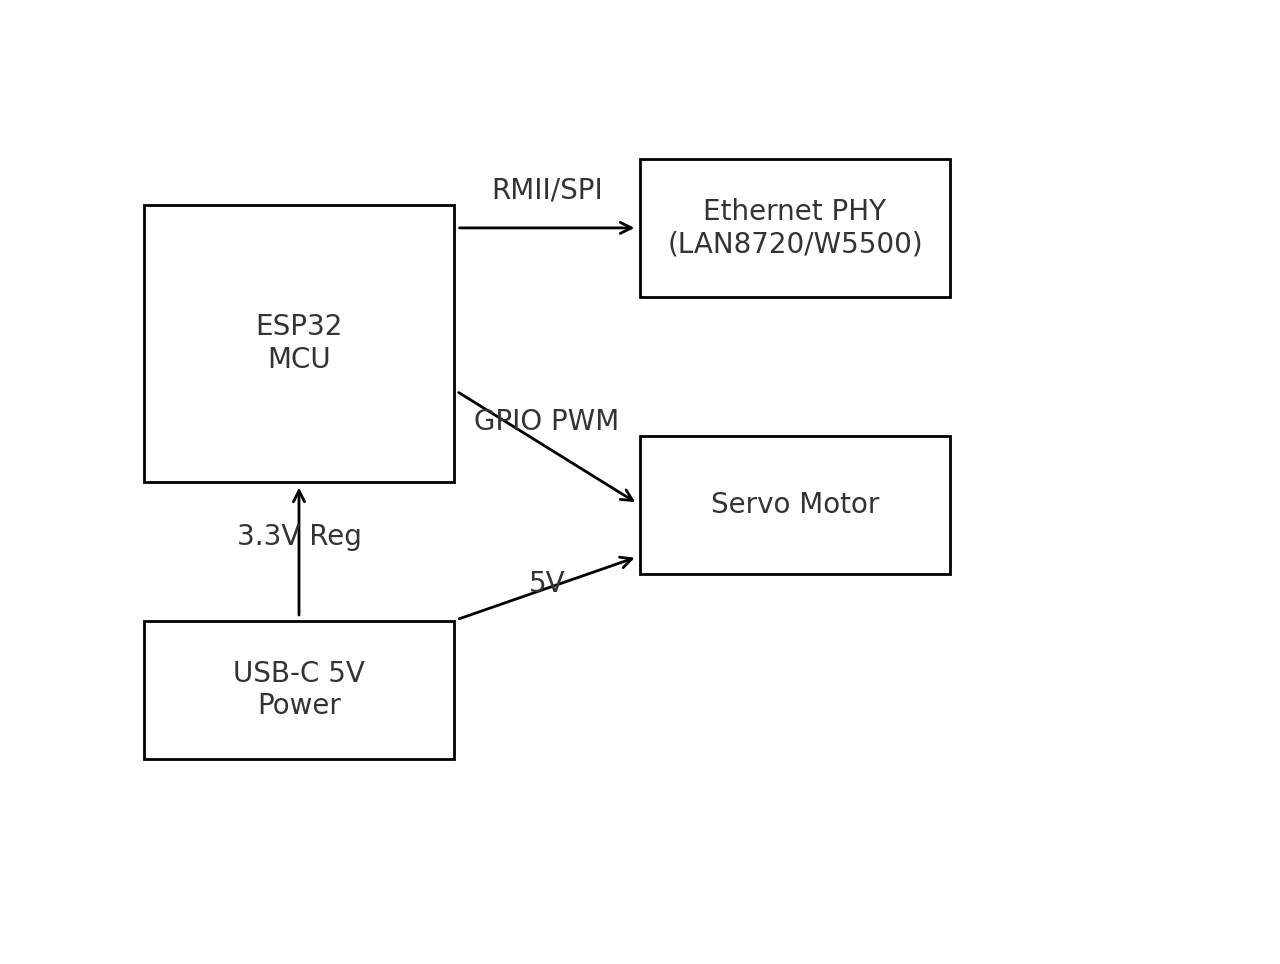 RMII/SPI
Ethernet PHY
(LAN8720/W5500)
ESP32
MCU
GPIO PWM
Servo Motor
3.3V Reg
5V
USB-C 5V
Power